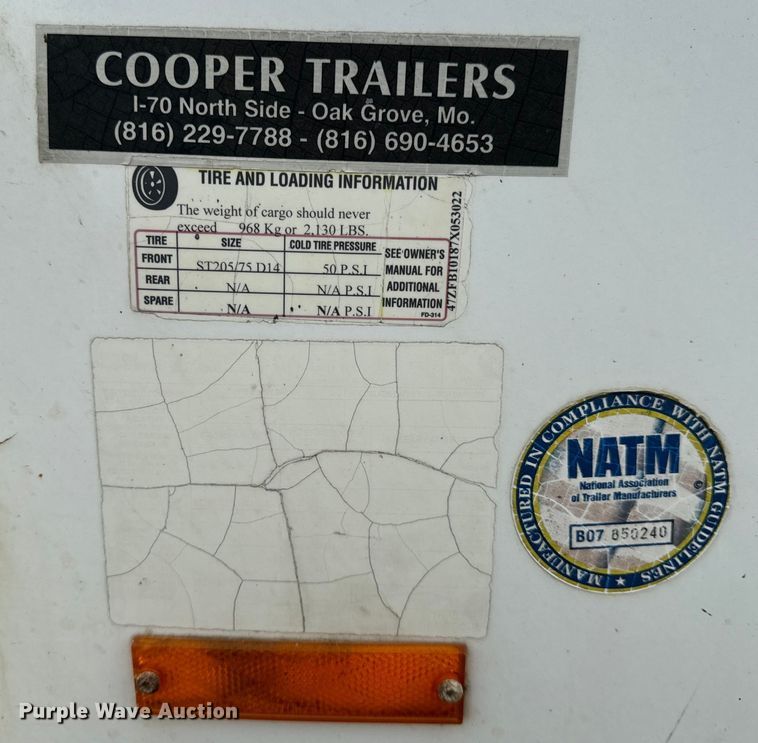 COOPER TRAILERS
I-70 North Side - Oak Grove, Mo.
(816) 229-7788 - (816) 690-4653
TIRE AND LOADING INFORMATION
The weight of cargo should never
exceed 968 Kg or 2,130 LBS.
TIRE SIZE COLD TIRE PRESSURE SEE OWNER'S
FRONT ST205/75 D14 50 P.S.I MANUAL FOR
REAR N/A N/A P.S.I ADDITIONAL
SPARE N/A N/A P.S.I INFORMATION
FD-314
47ZFB10187X053022
MANUFACTURED IN COMPLIANCE WITH NATM GUIDELINES
NATM
National Association
of Trailer Manufacturers
©
B07 850240
Purple Wave Auction